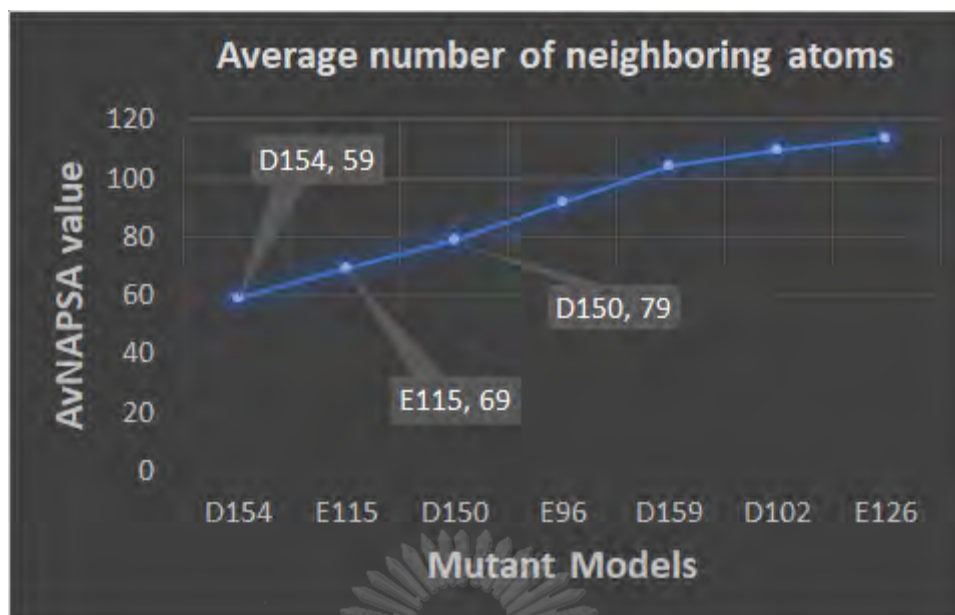 Average number of neighboring atoms
AvNAPSA value
120
100
80
60
40
20
0
D154, 59
E115, 69
D150, 79
D154 E115 D150 E96 D159 D102 E126
Mutant Models